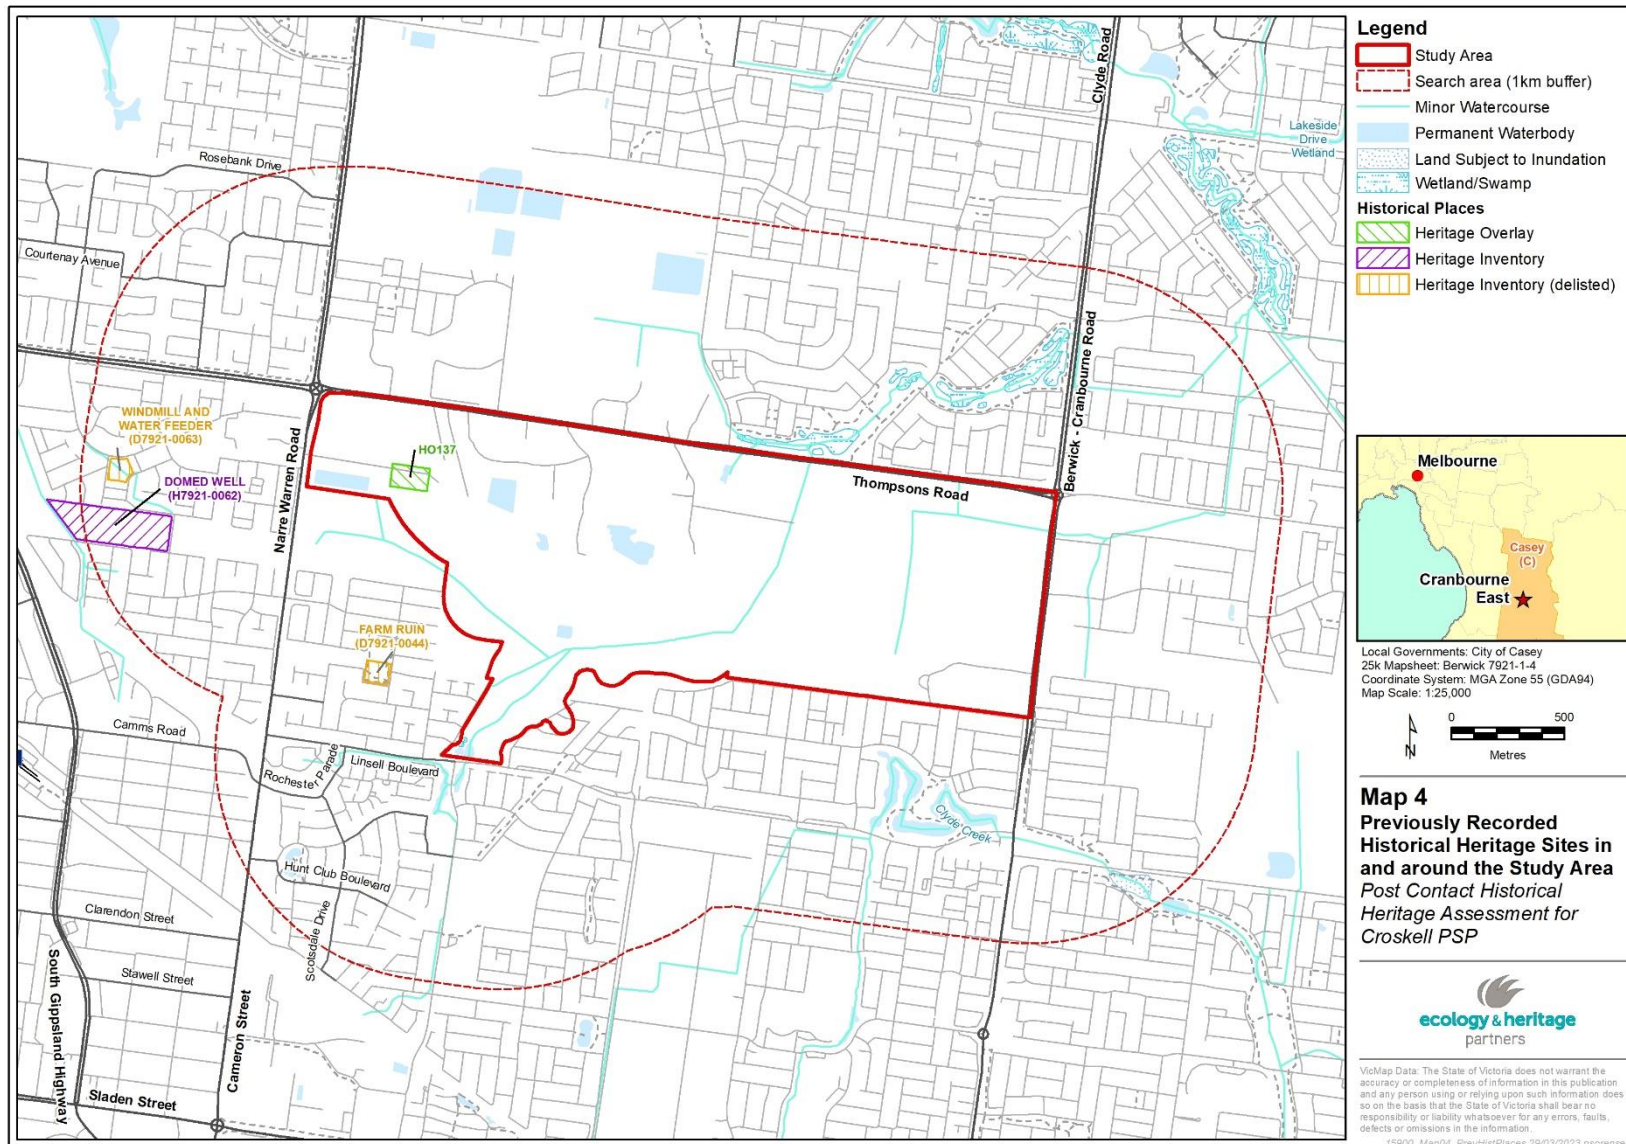 Clyde Road
Lakeside
Drive
Wetland
Rosebank Drive
Courtenay Avenue
Berwick - Cranbourne Road
WINDMILL AND
WATER FEEDER
(D7921-0063)
HO137
DOMED WELL
(H7921-0062)
Narre Warren Road
Thompsons Road
FARM RUIN
(D7921-0044)
Camms Road
Linsell Boulevard
Rochester Parade
Clyde Creek
Hunt Club Boulevard
Clarendon Street
Scotsdale Drive
Stawell Street
South Gippsland Highway
Cameron Street
Sladen Street
Legend
Study Area
Search area (1km buffer)
Minor Watercourse
Permanent Waterbody
Land Subject to Inundation
Wetland/Swamp
Historical Places
Heritage Overlay
Heritage Inventory
Heritage Inventory (delisted)
Melbourne
Casey
(C)
Cranbourne
East
Local Governments: City of Casey
25k Mapsheet: Berwick 7921-1-4
Coordinate System: MGA Zone 55 (GDA94)
Map Scale: 1:25,000
0 500
N
Metres
Map 4
Previously Recorded
Historical Heritage Sites in
and around the Study Area
Post Contact Historical
Heritage Assessment for
Croskell PSP
ecology & heritage
partners
VicMap Data: The State of Victoria does not warrant the
accuracy or completeness of information in this publication
and any person using or relying upon such information does
so on the basis that the State of Victoria shall bear no
responsibility or liability whatsoever for any errors, faults,
defects or omissions in the information.
15900_Map04_PrevHistPlaces 29/03/2023